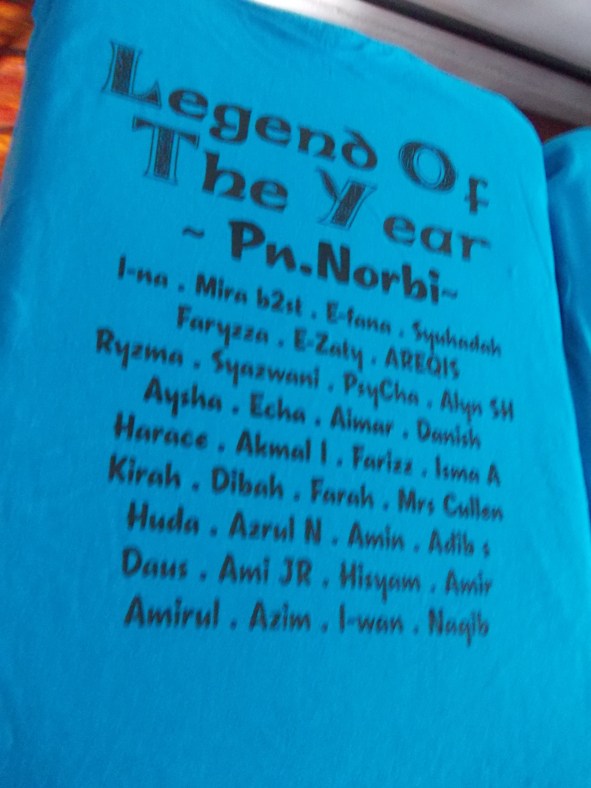 Legend Of
The Year
~ Pn.Norbi~
I-na . Mira b2st . E-fana . Syuhadah
Faryzza . E-Zaty . AREQIS
Ryzma . Syazwani . PsyCha . Alyn SH
Aysha . Echa . Aimar . Danish
Harace . Akmal I . Farizz . Isma A
Kirah . Dibah . Farah . Mrs Cullen
Huda . Azrul N . Amin . Adib s
Daus . Ami JR . Hisyam . Amir
Amirul . Azim . I-wan . Naqib